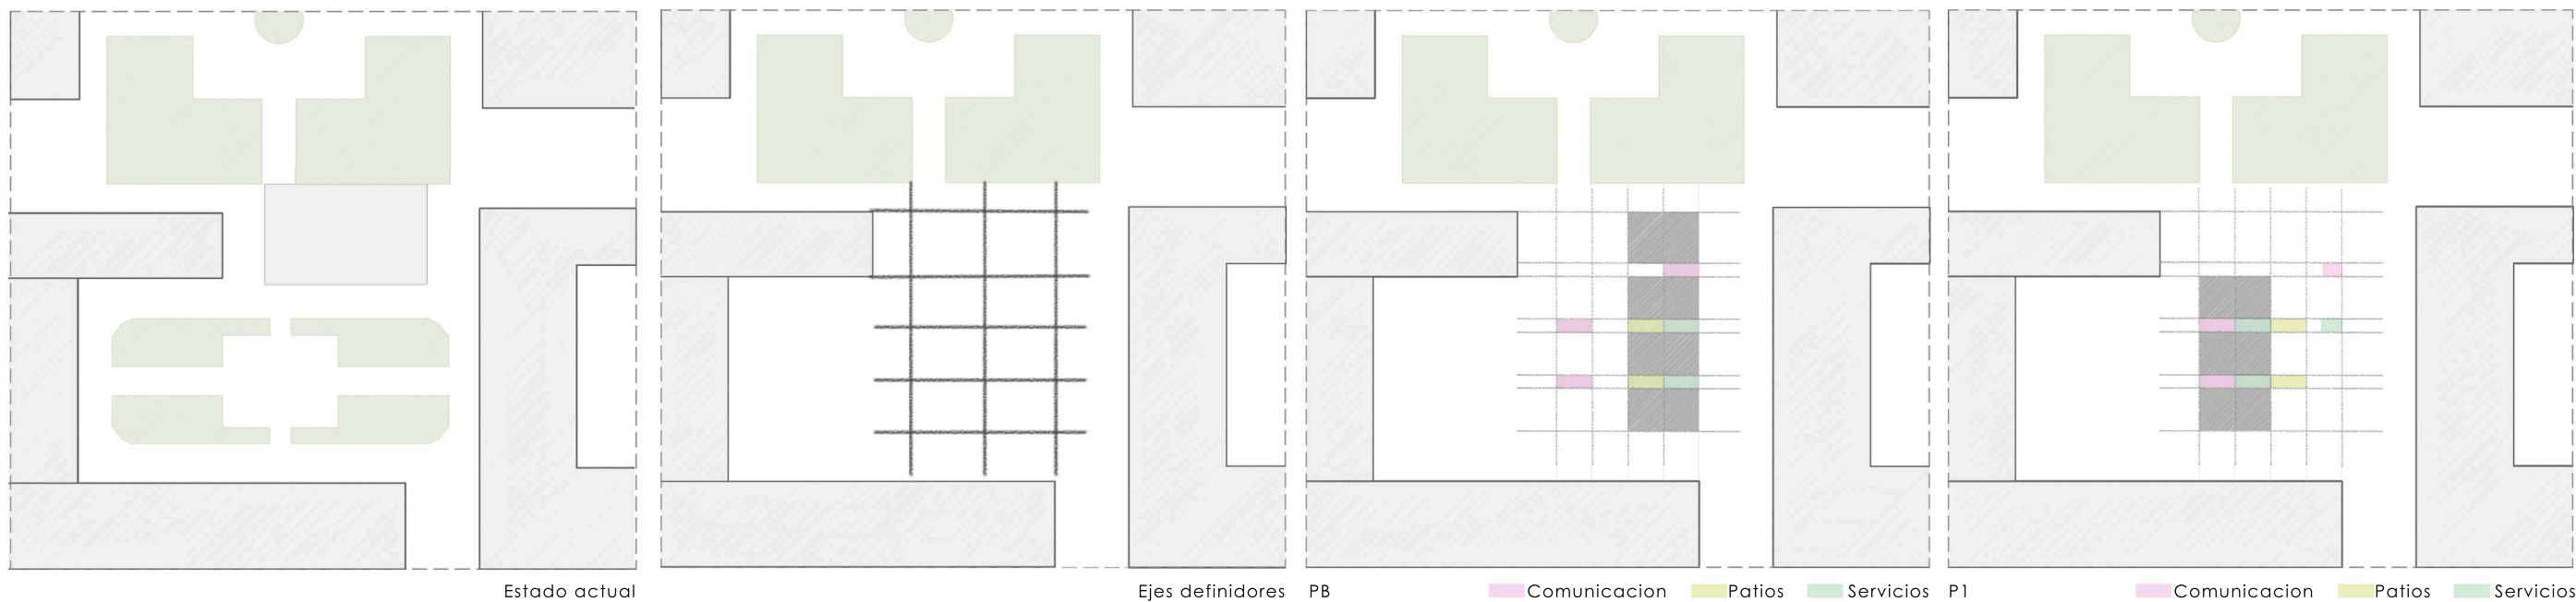 Estado actual
Ejes definidores
PB Comunicacion Patios Servicios
P1 Comunicacion Patios Servicios